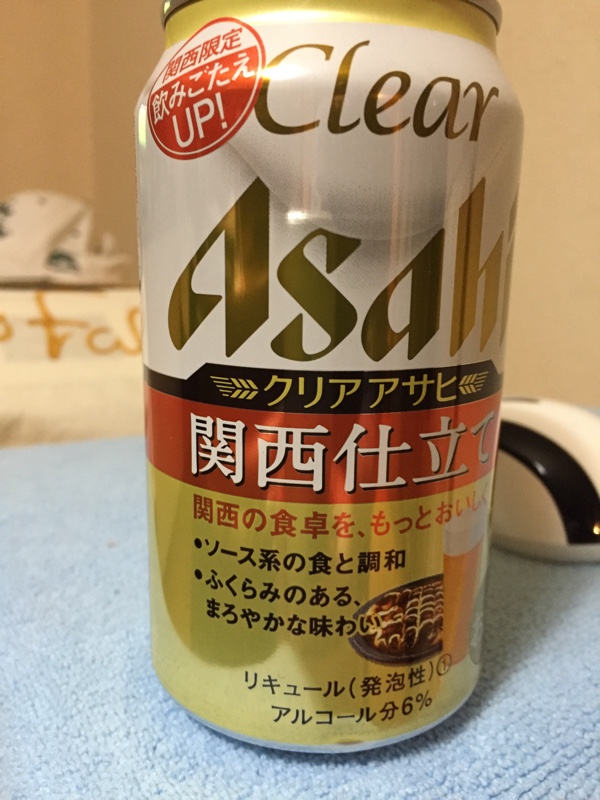 関西限定
飲みごたえ
UP!
Clear
Asahi
クリアアサヒ
関西仕立て
関西の食卓を、もっとおいしく
•ソース系の食と調和
•ふくらみのある、
まろやかな味わい
リキュール(発泡性)①
アルコール分6%